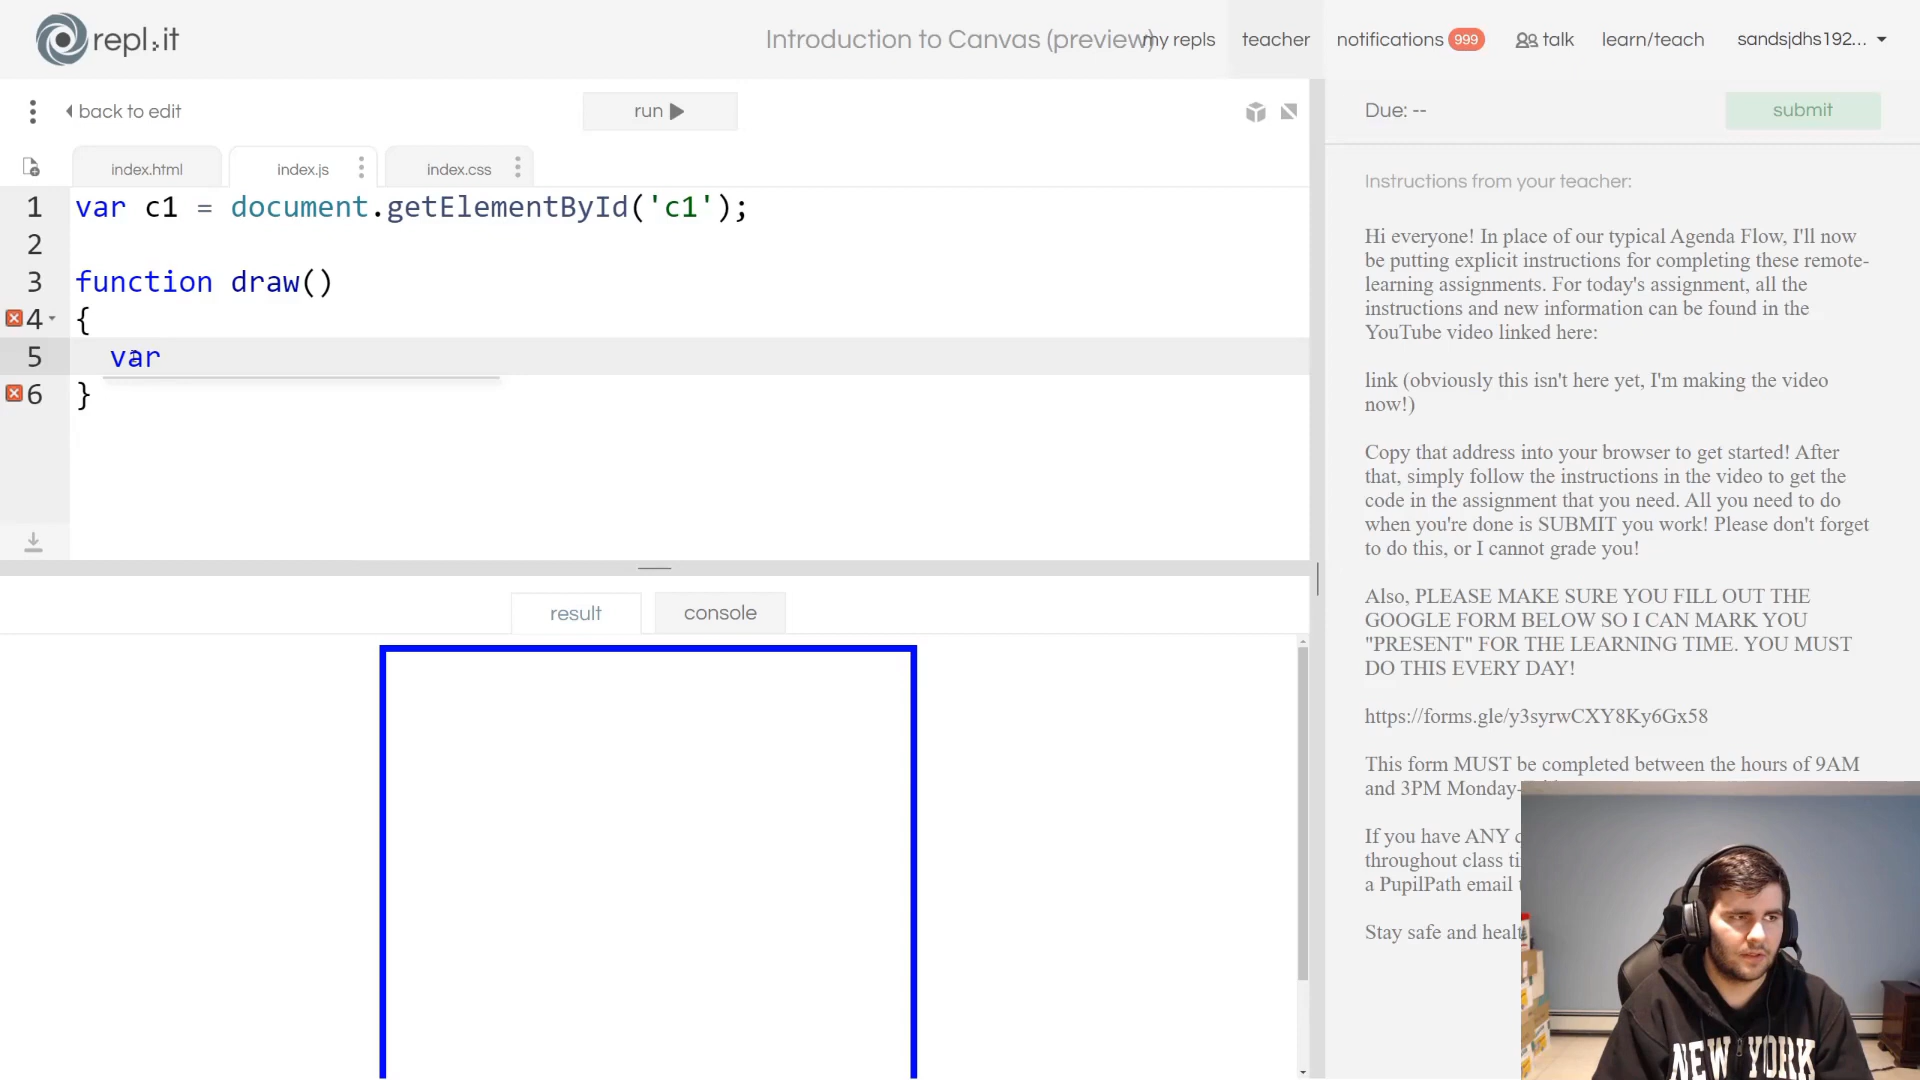 repl.it
Introduction to Canvas (preview)
my repls
teacher
notifications 999
talk
learn/teach
sandsjdhs192...
back to edit
run
Due: --
submit
index.html
index.js
index.css
1 var c1 = document.getElementById('c1');
2
3 function draw()
4 {
5 var
6 }
result
console
Instructions from your teacher:
Hi everyone! In place of our typical Agenda Flow, I'll now
be putting explicit instructions for completing these remote-
learning assignments. For today's assignment, all the
instructions and new information can be found in the
YouTube video linked here:
link (obviously this isn't here yet, I'm making the video
now!)
Copy that address into your browser to get started! After
that, simply follow the instructions in the video to get the
code in the assignment that you need. All you need to do
when you're done is SUBMIT you work! Please don't forget
to do this, or I cannot grade you!
Also, PLEASE MAKE SURE YOU FILL OUT THE
GOOGLE FORM BELOW SO I CAN MARK YOU
"PRESENT" FOR THE LEARNING TIME. YOU MUST
DO THIS EVERY DAY!
https://forms.gle/y3syrwCXY8Ky6Gx58
This form MUST be completed between the hours of 9AM
and 3PM Monday-
If you have ANY
throughout class
a PupilPath email
Stay safe and
NEW YORK